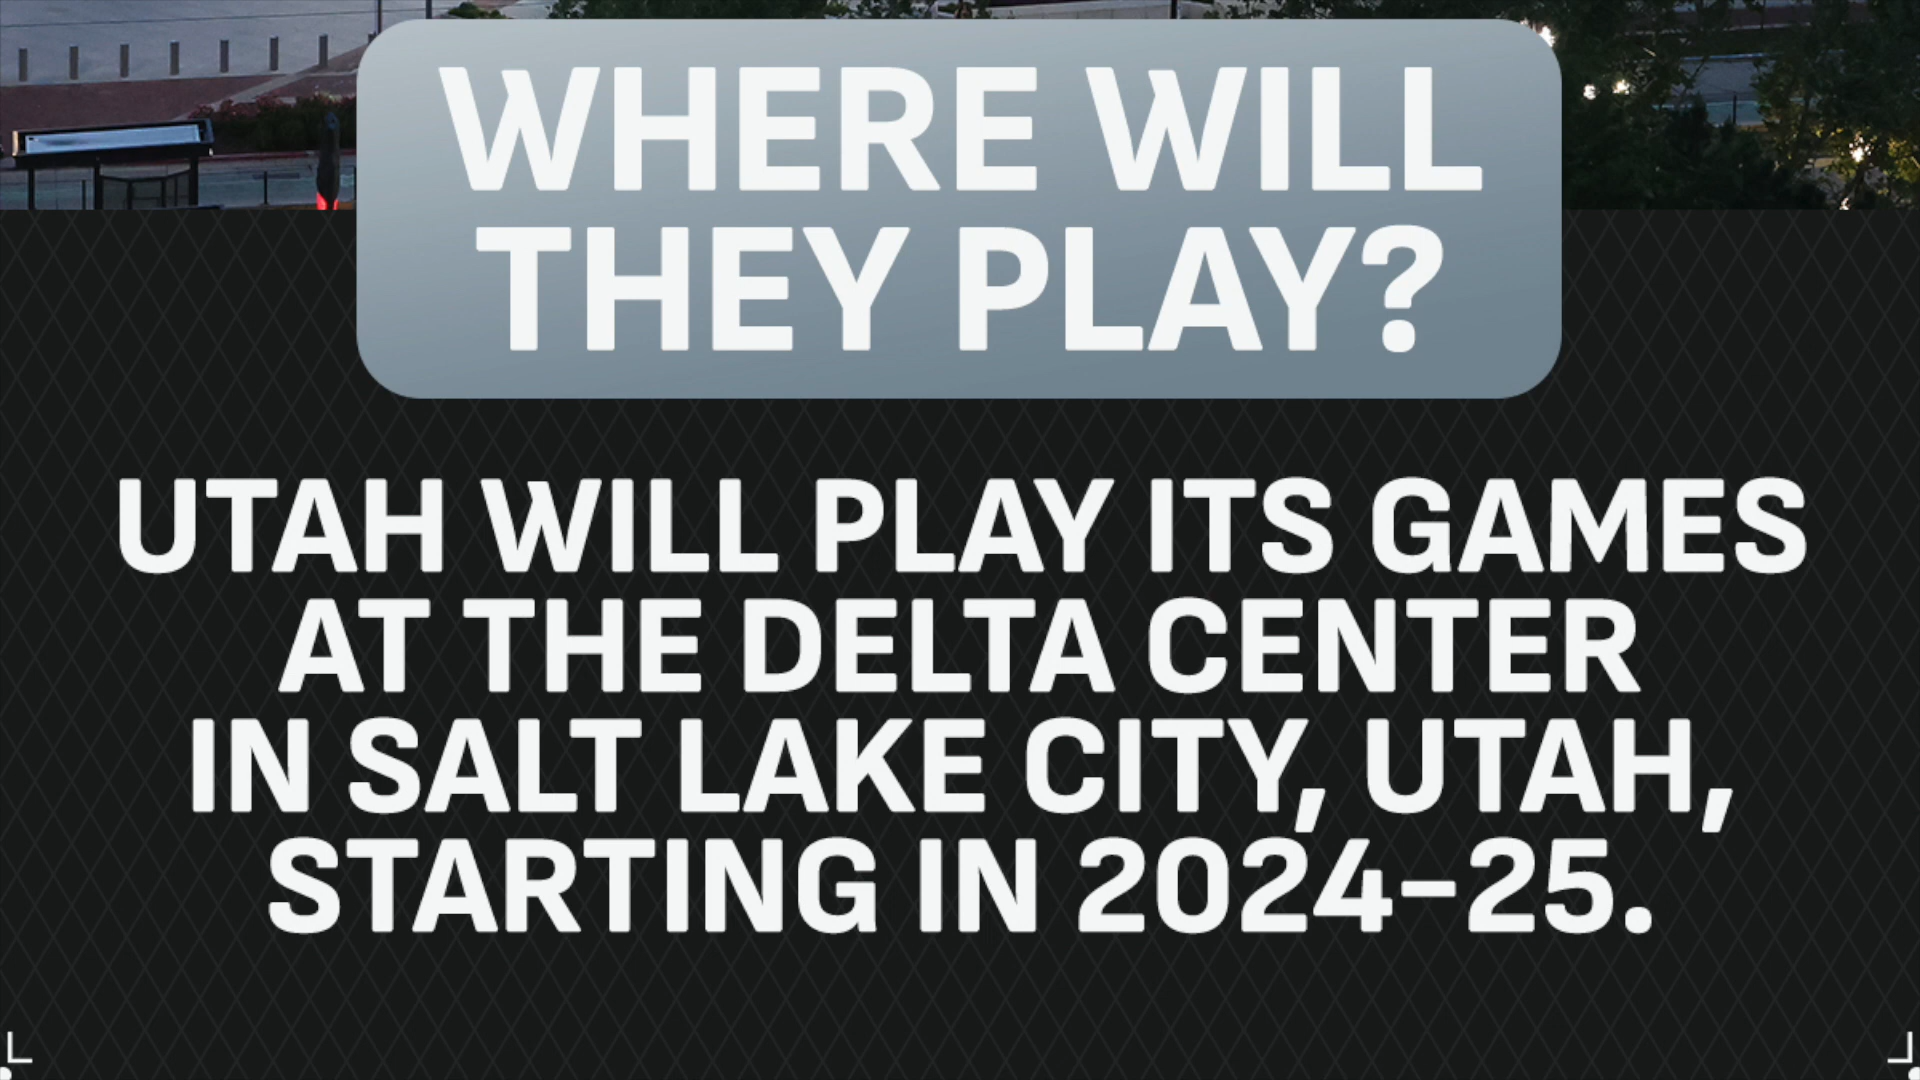 WHERE WILL
THEY PLAY?
UTAH WILL PLAY ITS GAMES
AT THE DELTA CENTER
IN SALT LAKE CITY, UTAH,
STARTING IN 2024-25.